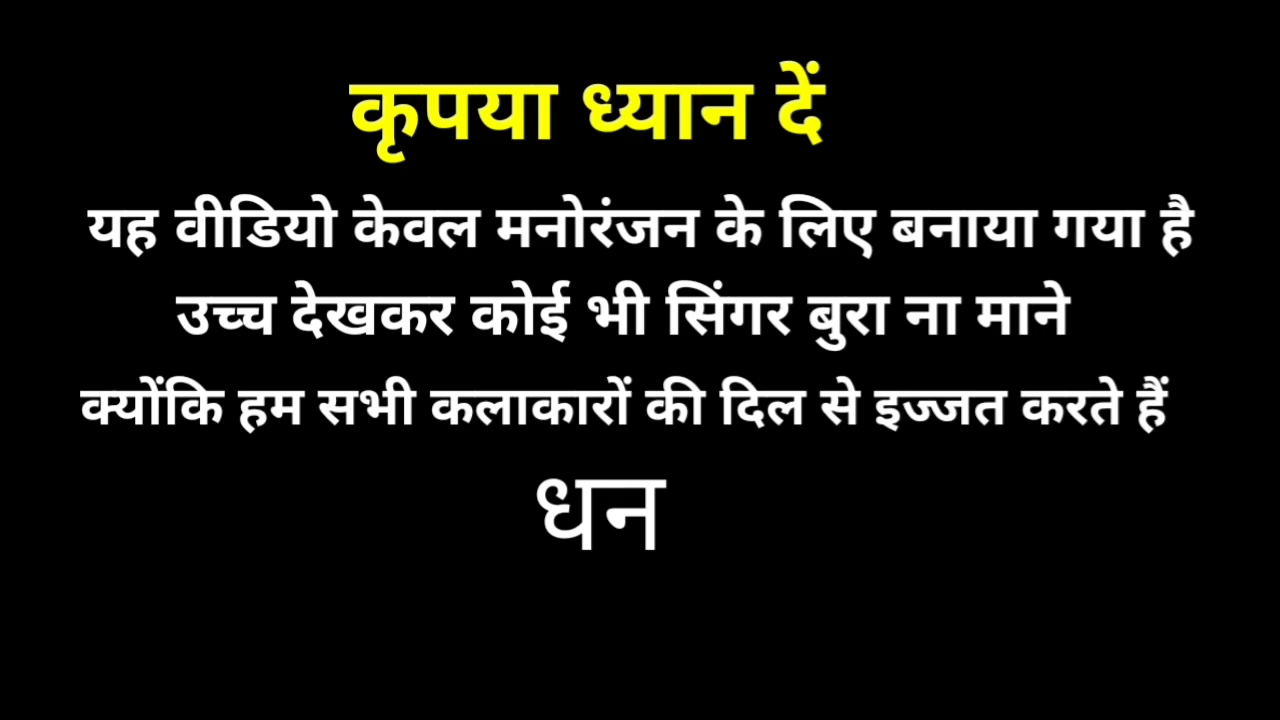 कृपया ध्यान दें
यह वीडियो केवल मनोरंजन के लिए बनाया गया है
उच्च देखकर कोई भी सिंगर बुरा ना माने
क्योंकि हम सभी कलाकारों की दिल से इज्जत करते हैं
धन